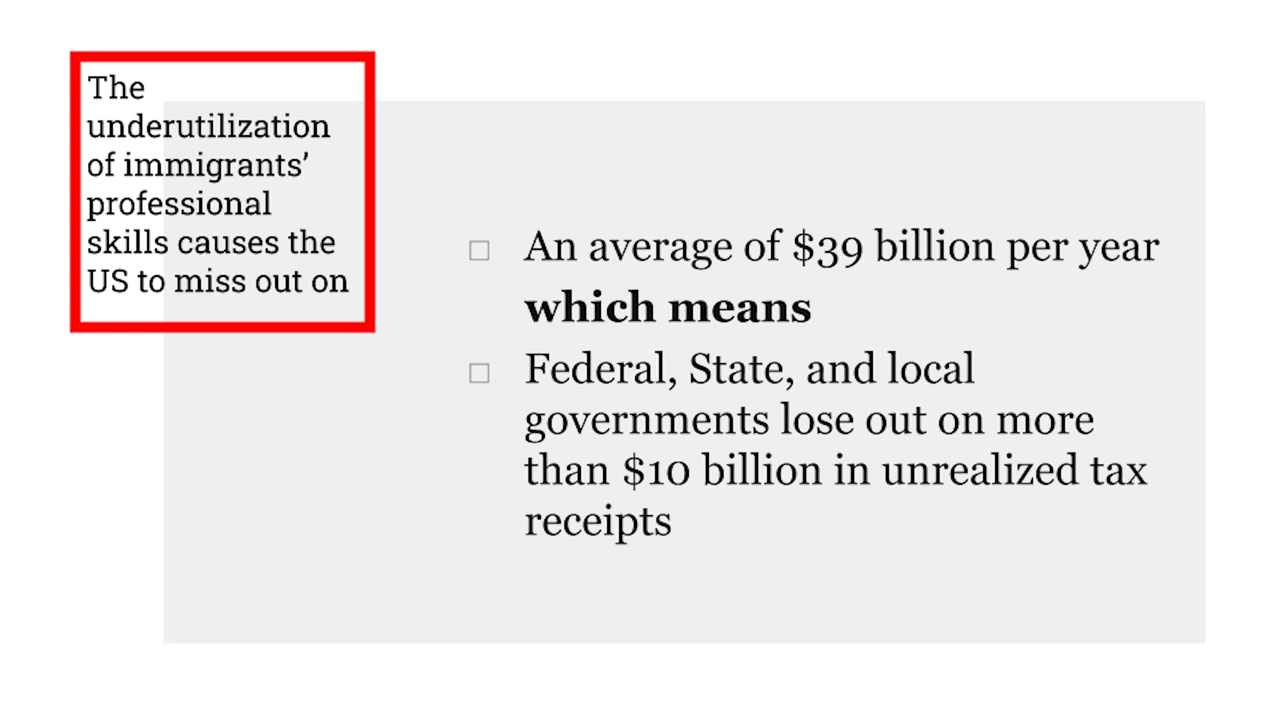 The
underutilization
of immigrants’
professional
skills causes the
US to miss out on
An average of $39 billion per year
which means
Federal, State, and local
governments lose out on more
than $10 billion in unrealized tax
receipts